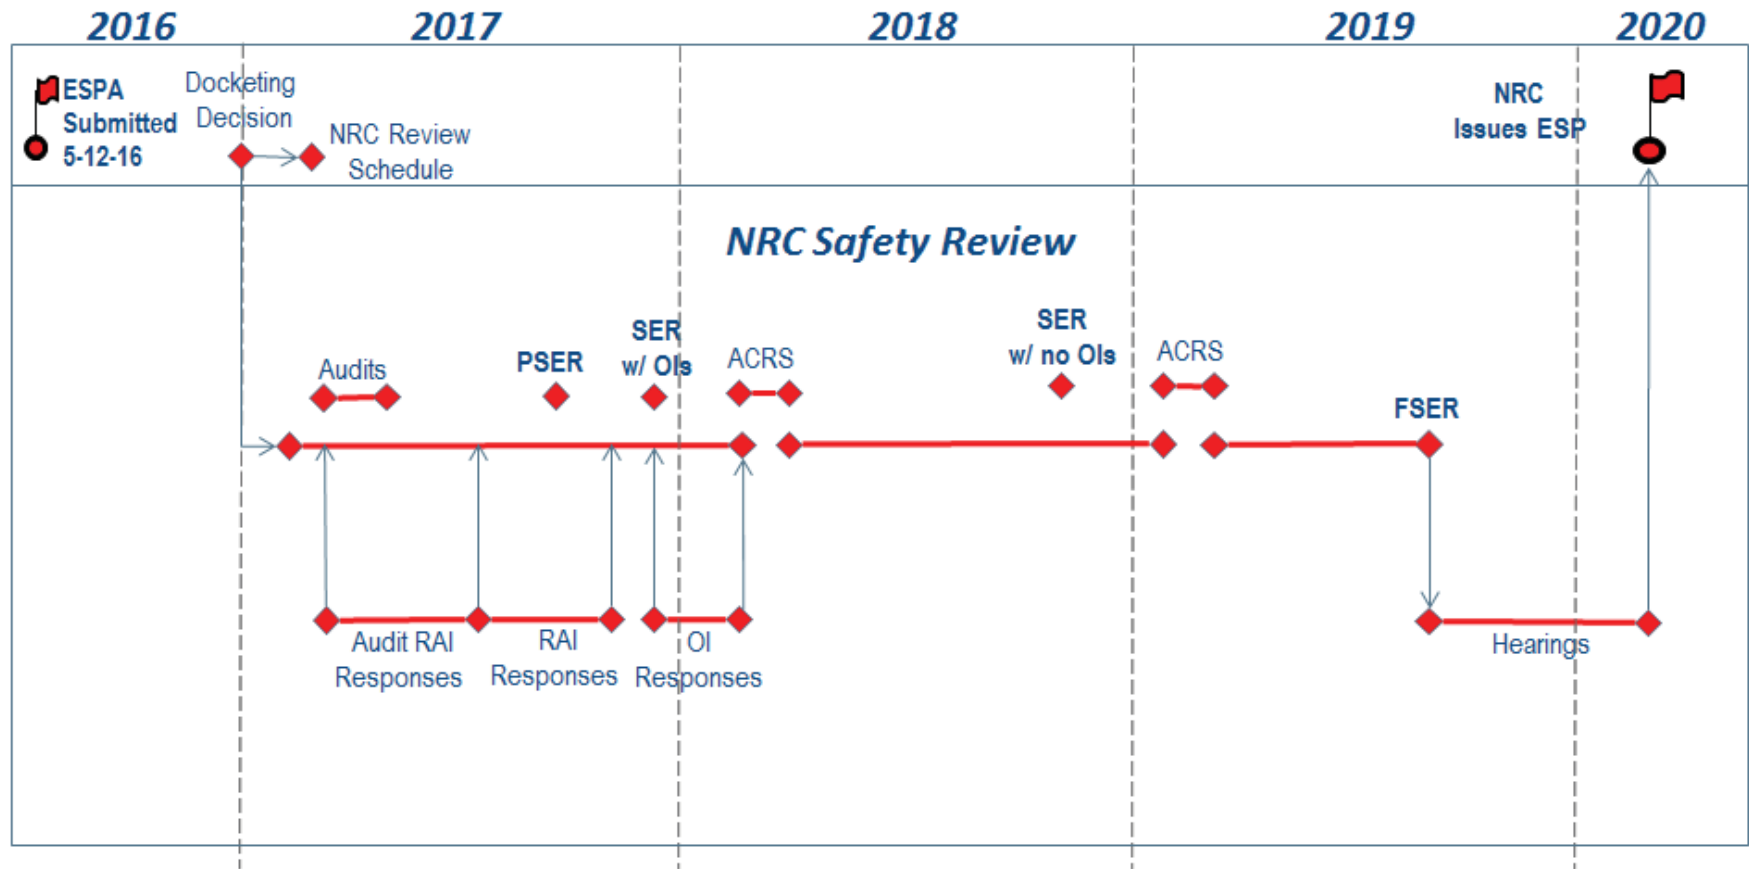 2016
2017
2018
2019
2020
ESPA
Submitted
5-12-16
Docketing
Decision
NRC Review
Schedule
NRC
Issues ESP
NRC Safety Review
Audits
PSER
SER
w/ OIs
ACRS
SER
w/ no OIs
ACRS
FSER
Audit RAI
Responses
RAI
Responses
OI
Responses
Hearings